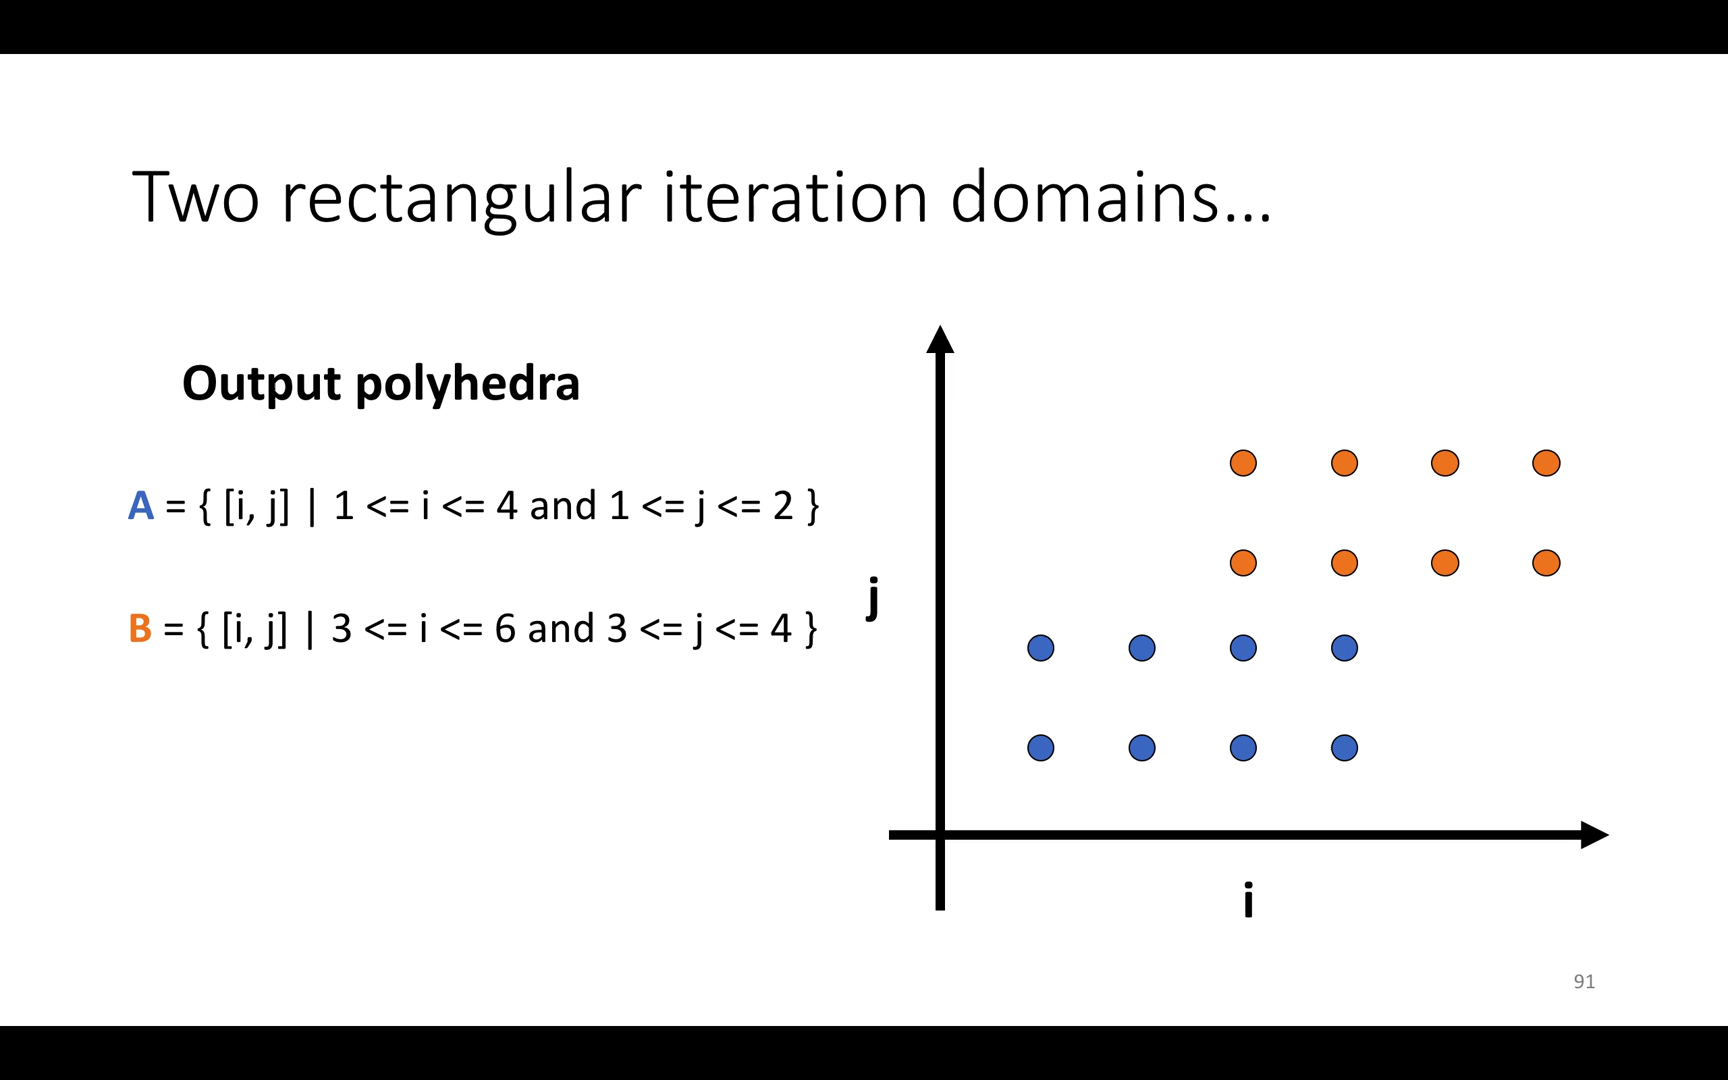 Two rectangular iteration domains...
Output polyhedra
A = { [i, j] | 1 <= i <= 4 and 1 <= j <= 2 }
B = { [i, j] | 3 <= i <= 6 and 3 <= j <= 4 }
j
i
91